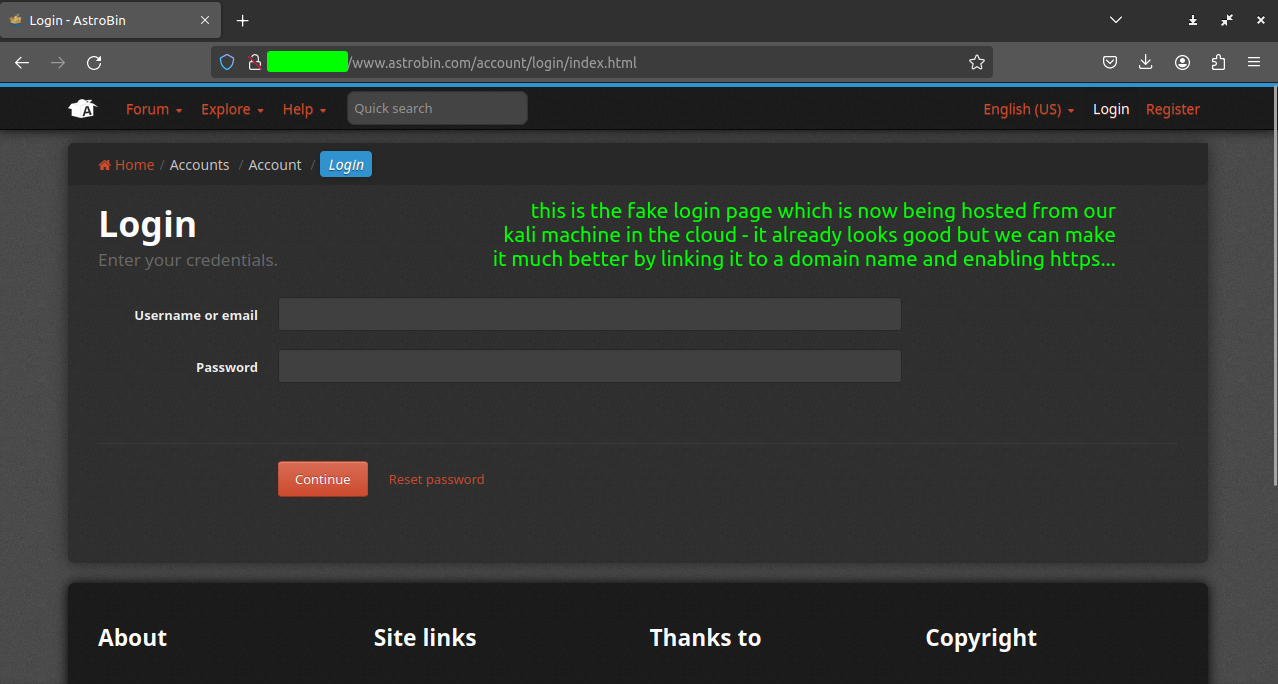 Login - AstroBin
/www.astrobin.com/account/login/index.html
A Forum Explore Help Quick search English (US) Login Register
Home / Accounts / Account / Login
this is the fake login page which is now being hosted from our
Login
kali machine in the cloud - it already looks good but we can make
Enter your credentials.
it much better by linking it to a domain name and enabling https...
Username or email
Password
Continue Reset password
About Site links Thanks to Copyright